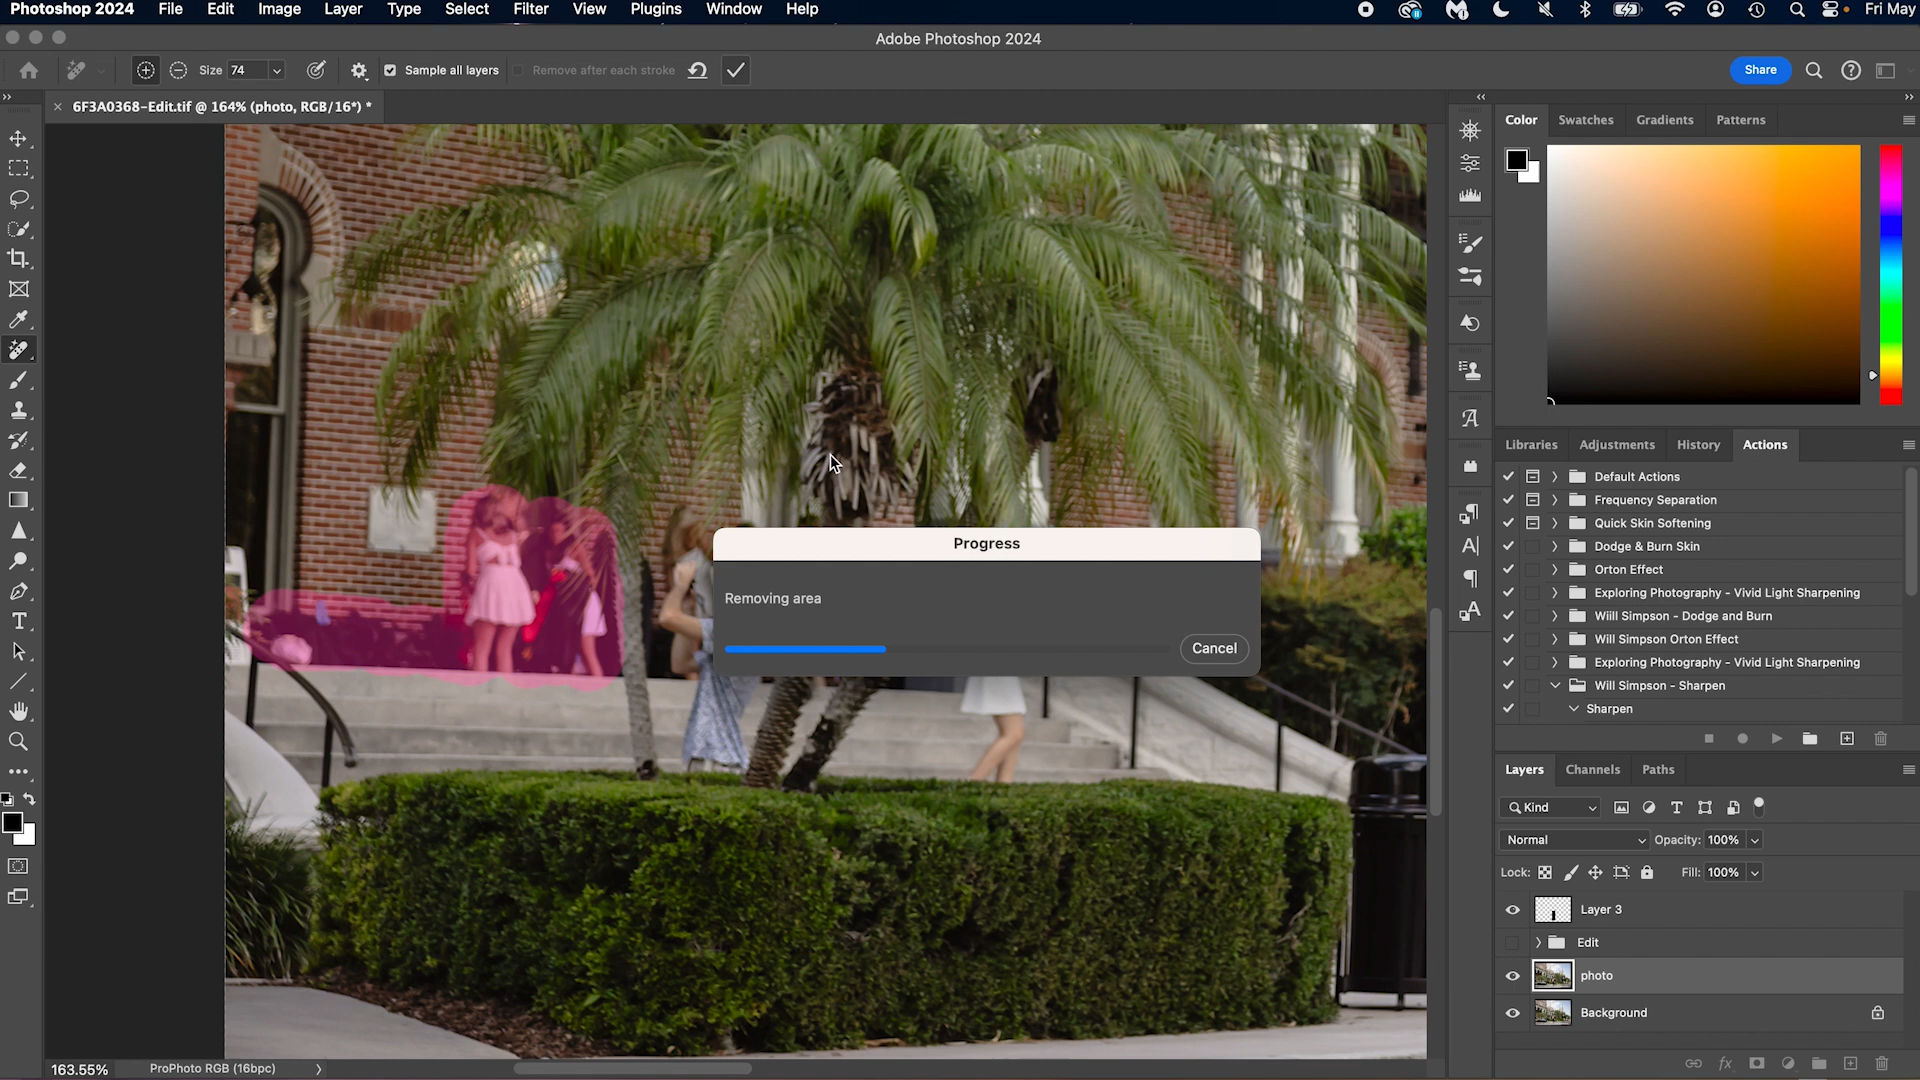 Photoshop 2024 File Edit Image Layer Type Select Filter View Plugins Window Help Fri May
Adobe Photoshop 2024
Size 74 Sample all layers Remove after each stroke Share
6F3A0368-Edit.tif @ 164% (photo, RGB/16*) *
Color Swatches Gradients Patterns
Libraries Adjustments History Actions
Default Actions
Frequency Separation
Quick Skin Softening
Dodge & Burn Skin
Orton Effect
Exploring Photography - Vivid Light Sharpening
Wiill Simpson - Dodge and Burn
Will Simpson Orton Effect
Exploring Photography - Vivid Light Sharpening
Will Simpson - Sharpen
Sharpen
Progress
Removing area
Cancel
Layers Channels Paths
Kind
Normal Opacity: 100%
Lock: Fill: 100%
Layer 3
Edit
photo
Background
163.55% ProPhoto RGB (16bpc)